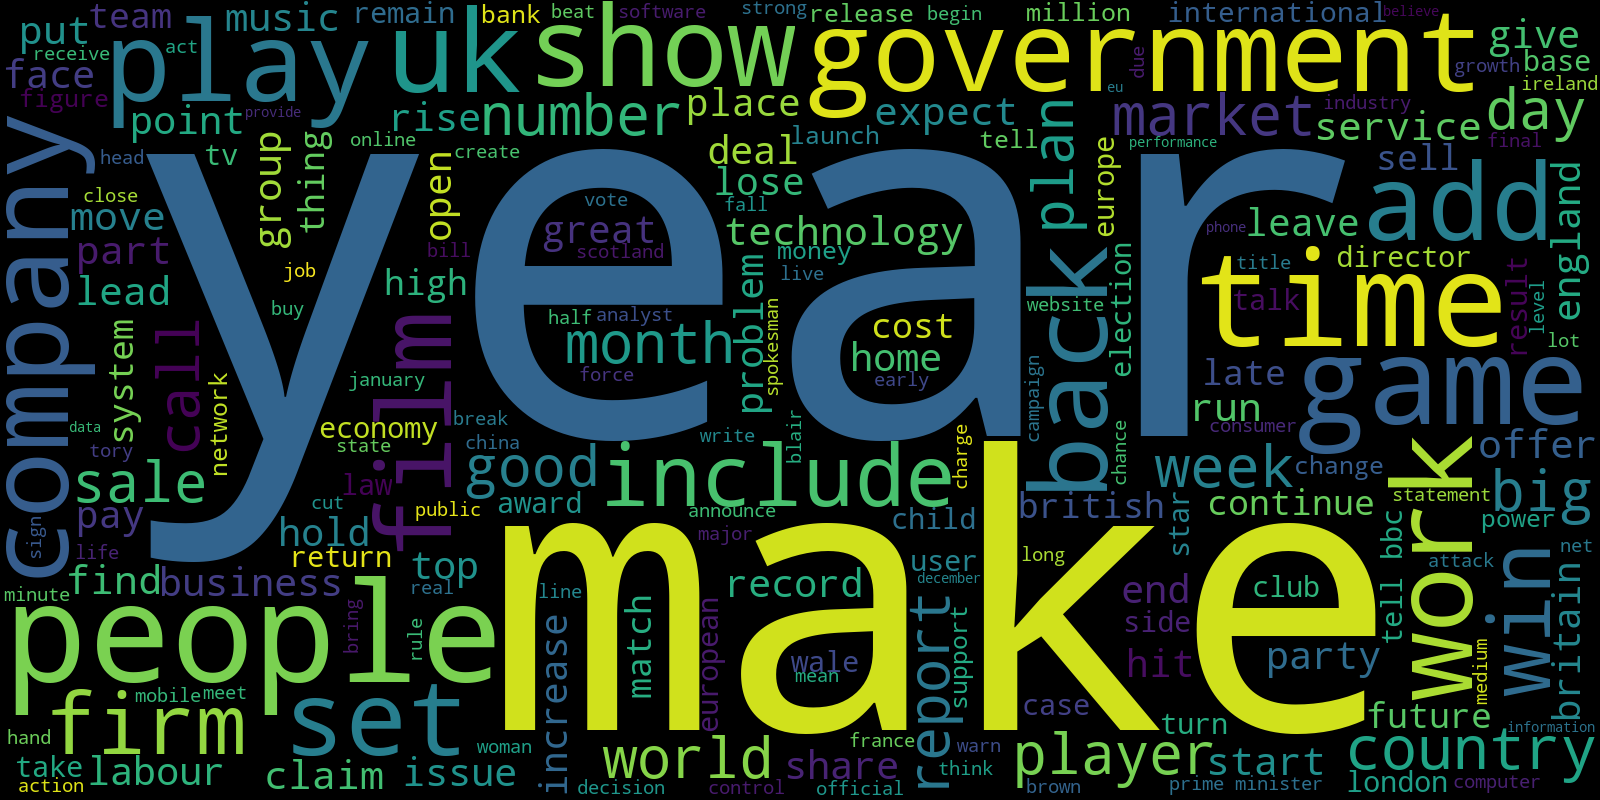 year
make
people
government
time
show
play
uk
company
add
game
back
film
include
work
win
set
firm
country
world
player
report
number
market
month
good
week
big
day
sale
call
plan
technology
service
place
expect
deal
lose
home
cost
high
great
problem
open
group
thing
rise
point
put
team
music
remain
bank
beat
software
strong
release
begin
million
international
believe
give
base
ireland
growth
due
eu
industry
final
performance
face
receive
act
figure
provide
tv
online
create
launch
tell
head
close
move
part
lead
job
buy
bill
vote
scotland
fall
money
live
europe
election
website
phone
leave
sell
england
director
title
talk
result
level
lot
system
network
january
half
analyst
force
spokesman
early
campaign
late
run
consumer
chance
offer
change
data
tory
economy
state
break
china
law
write
blair
charge
pay
cut
hold
public
award
announce
major
child
british
star
continue
bbc
statement
power
britain
attack
net
sign
life
find
business
return
top
real
user
december
long
end
club
side
tell
hit
party
medium
information
minute
bring
rule
line
match
record
european
wale
mean
support
case
turn
future
mobile
meet
increase
hand
take
action
labour
claim
issue
woman
decision
share
control
france
official
warn
think
brown
start
prime minister
london
computer